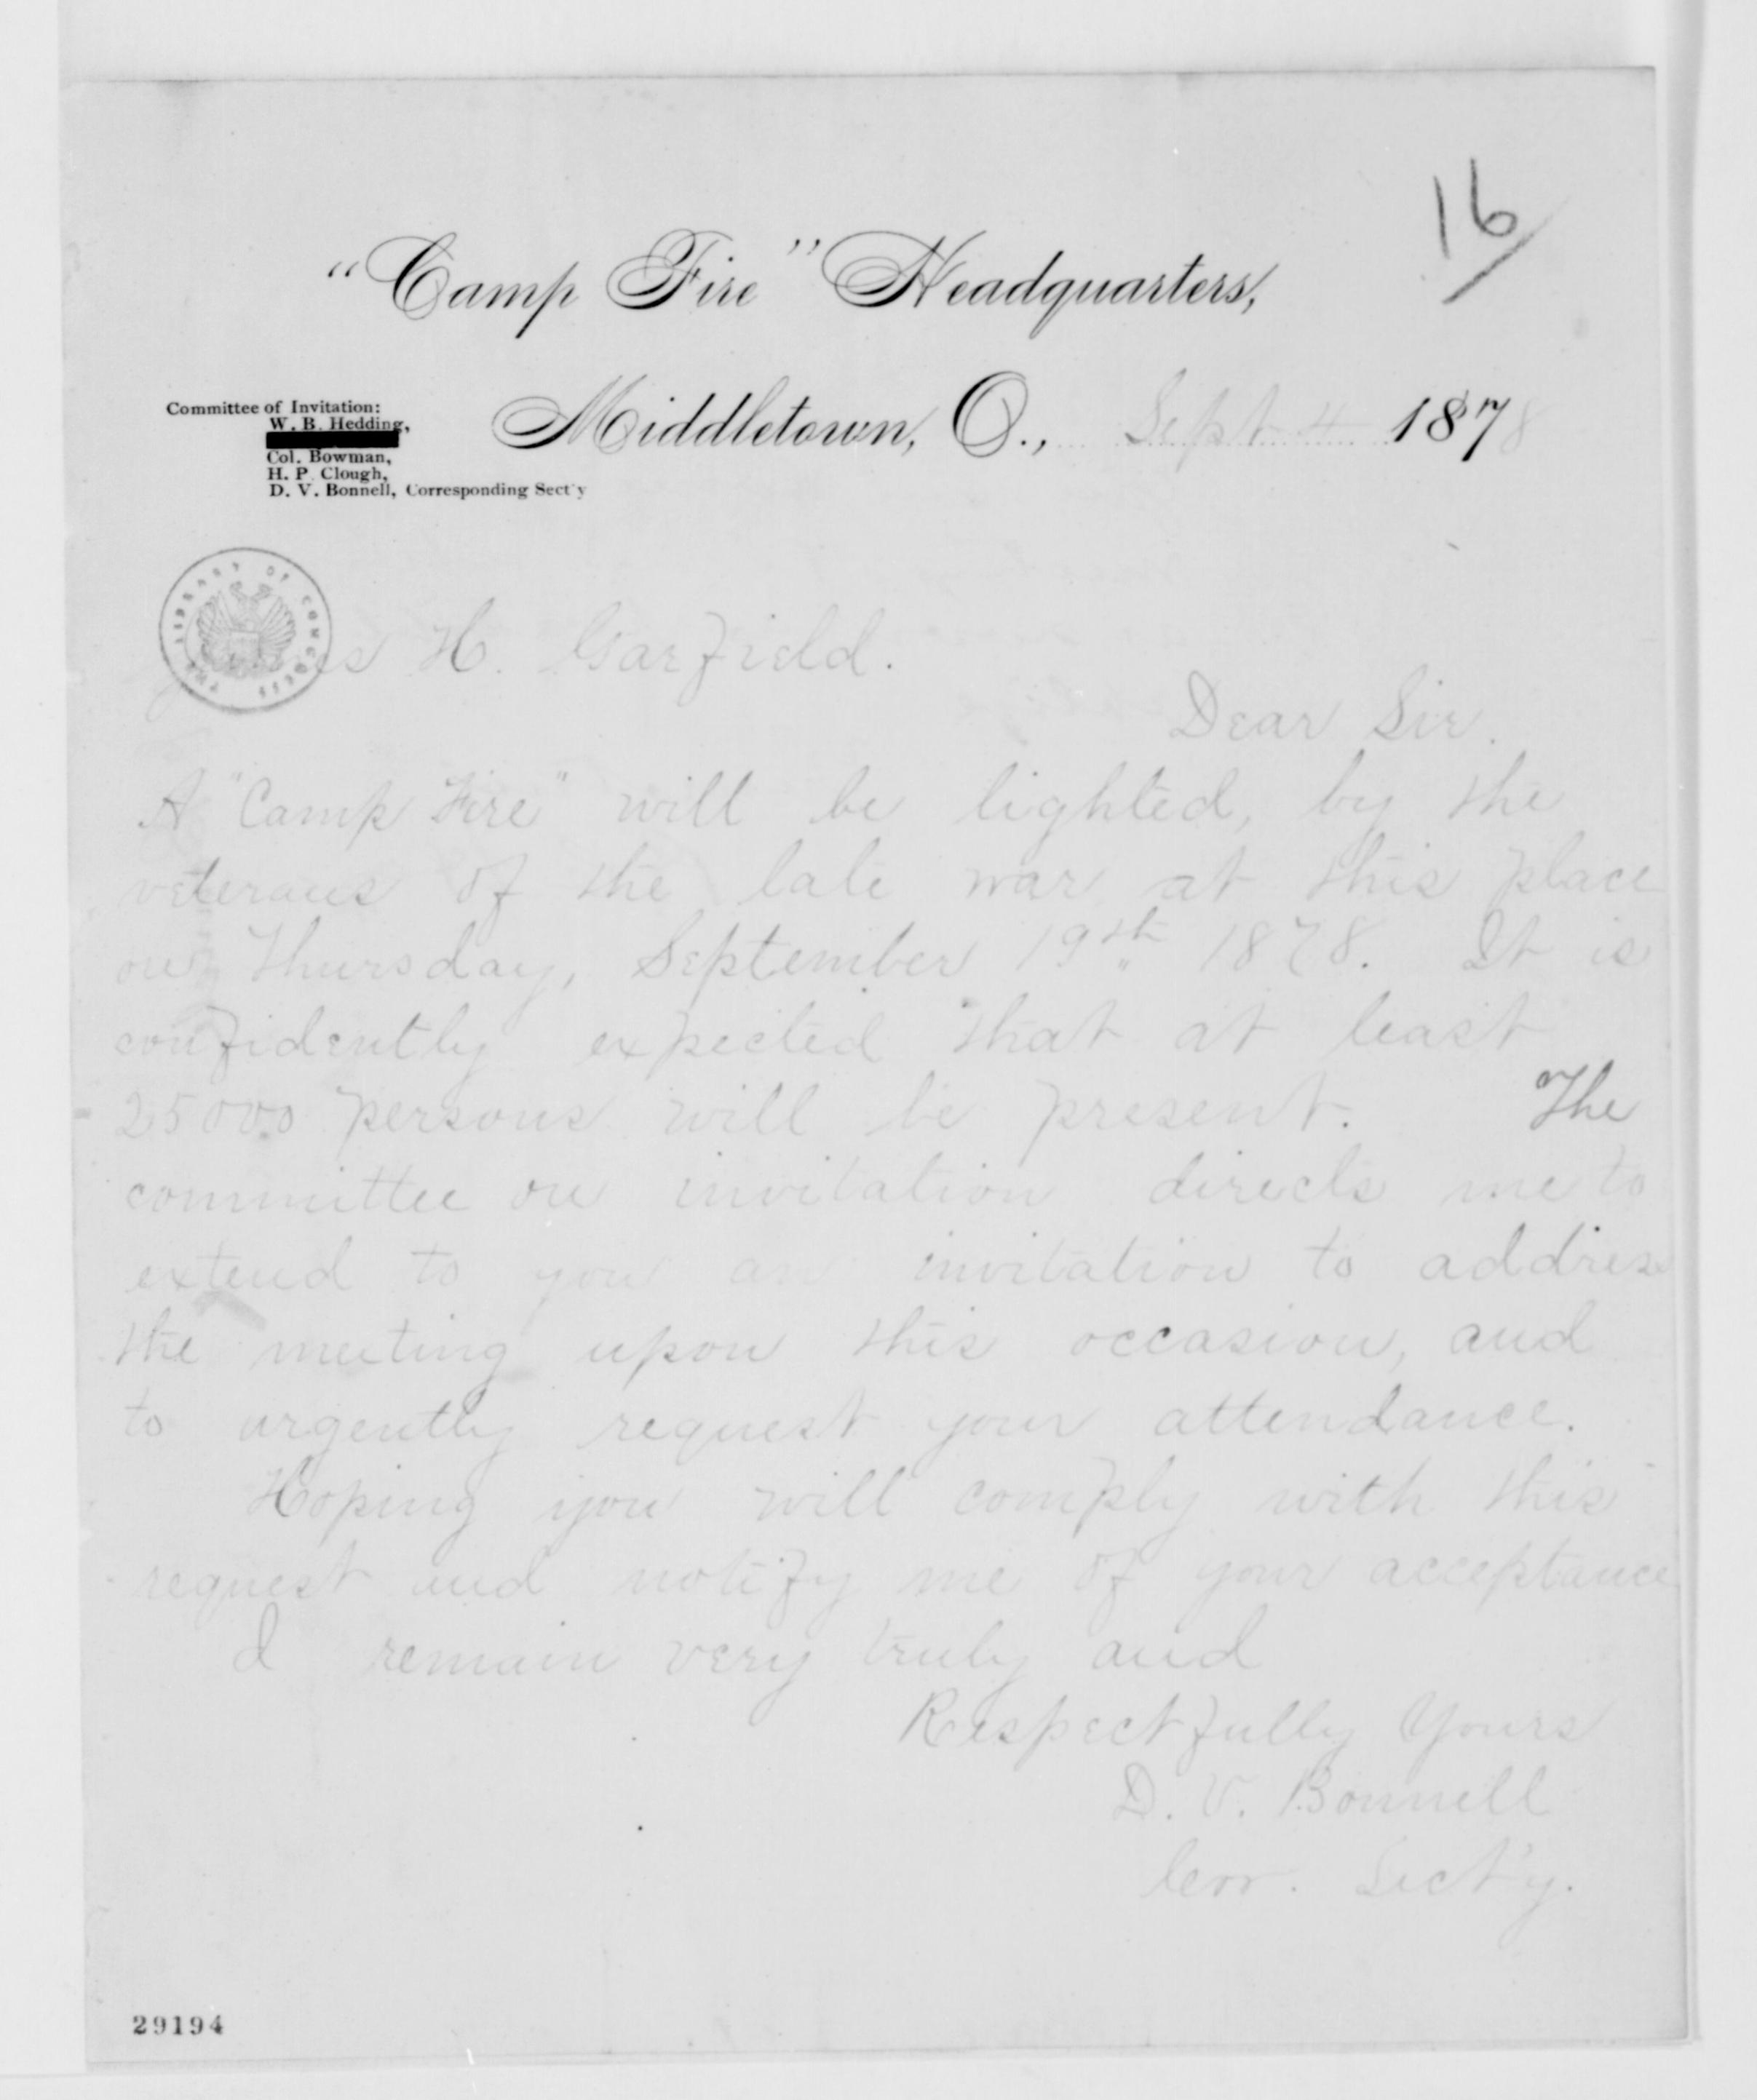 16
"Camp Fire" Headquarters,
Middletown, O., Sept 4 1878
Committee of Invitation:
W. B. Hedding,
Col. Bowman,
H. P. Clough,
D. V. Bonnell, Corresponding Sect'y
THE LIBRARY OF CONGRESS
James H. Garfield.
Dear Sir.
A "Camp Fire" will be lighted, by the
veterans of the late war at this place
on Thursday, September 19th 1878. It is
confidently expected that at least
25000 persons will be present. The
committee on invitation directs me to
extend to you an invitation to address
the meeting upon this occasion, and
to urgently request your attendance.
Hoping you will comply with this
request and notify me of your acceptance
I remain very truly and
Respectfully Yours
D. V. Bonnell
Corr. Sect'y.
29194